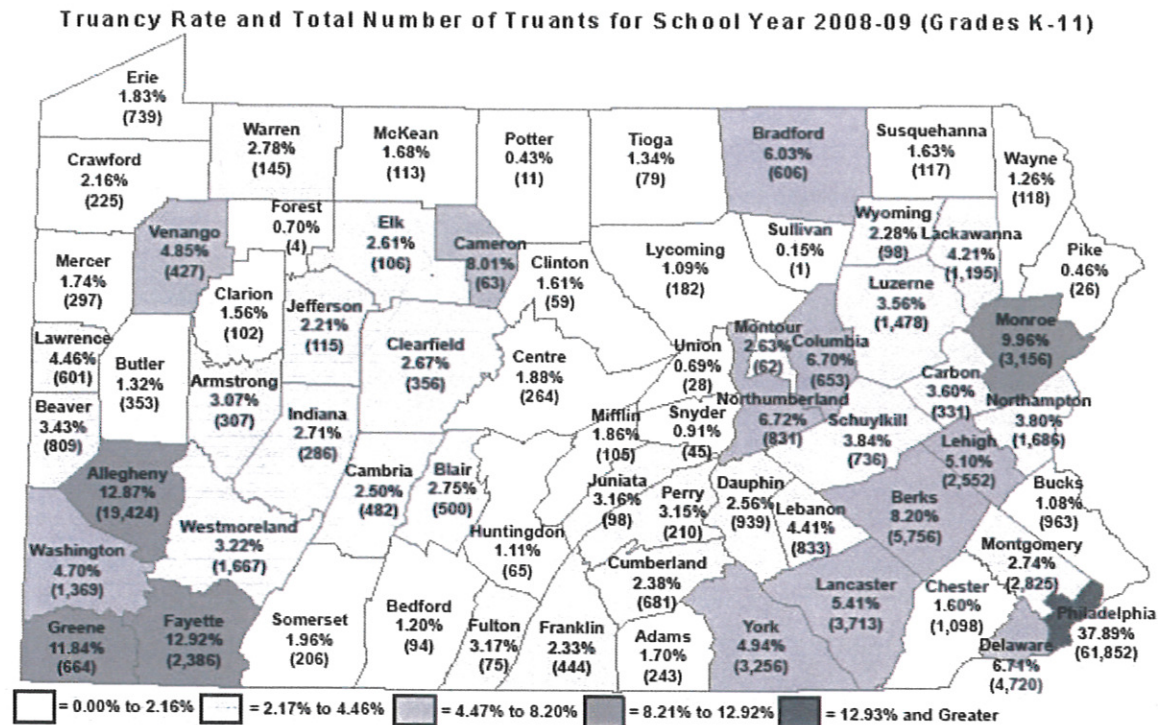 Truancy Rate and Total Number of Truants for School Year 2008-09 (Grades K-11)
Erie
1.83%
(739)
Crawford
2.16%
(225)
Warren
2.78%
(145)
McKean
1.68%
(113)
Potter
0.43%
(11)
Tioga
1.34%
(79)
Bradford
6.03%
(606)
Susquehanna
1.63%
(117)
Wayne
1.26%
(118)
Mercer
1.74%
(297)
Venango
4.85%
(427)
Forest
0.70%
(4)
Elk
2.61%
(106)
Cameron
8.01%
(63)
Clinton
1.61%
(59)
Lycoming
1.09%
(182)
Sullivan
0.15%
(1)
Wyoming
2.28%
(98)
Lackawanna
4.21%
(1,195)
Pike
0.46%
(26)
Clarion
1.56%
(102)
Jefferson
2.21%
(115)
Clearfield
2.67%
(356)
Centre
1.88%
(264)
Union
0.69%
(28)
Montour
2.63%
(62)
Columbia
6.70%
(653)
Luzerne
3.56%
(1,478)
Monroe
9.96%
(3,156)
Lawrence
4.46%
(601)
Butler
1.32%
(353)
Armstrong
3.07%
(307)
Indiana
2.71%
(286)
Mifflin
1.86%
(105)
Snyder
0.91%
(45)
Northumberland
6.72%
(831)
Schuylkill
3.84%
(736)
Carbon
3.60%
(331)
Northampton
3.80%
(1,686)
Beaver
3.43%
(809)
Allegheny
12.87%
(19,424)
Westmoreland
3.22%
(1,667)
Cambria
2.50%
(482)
Blair
2.75%
(500)
Huntingdon
1.11%
(65)
Juniata
3.16%
(98)
Perry
3.15%
(210)
Dauphin
2.56%
(939)
Lebanon
4.41%
(833)
Berks
8.20%
(5,756)
Lehigh
5.10%
(2,552)
Bucks
1.08%
(963)
Washington
4.70%
(1,369)
Greene
11.84%
(664)
Fayette
12.92%
(2,386)
Somerset
1.96%
(206)
Bedford
1.20%
(94)
Fulton
3.17%
(75)
Franklin
2.33%
(444)
Cumberland
2.38%
(681)
Adams
1.70%
(243)
York
4.94%
(3,256)
Lancaster
5.41%
(3,713)
Chester
1.60%
(1,098)
Montgomery
2.74%
(2,825)
Delaware
6.71%
(4,720)
Philadelphia
37.89%
(61,852)
= 0.00% to 2.16%
= 2.17% to 4.46%
= 4.47% to 8.20%
= 8.21% to 12.92%
= 12.93% and Greater